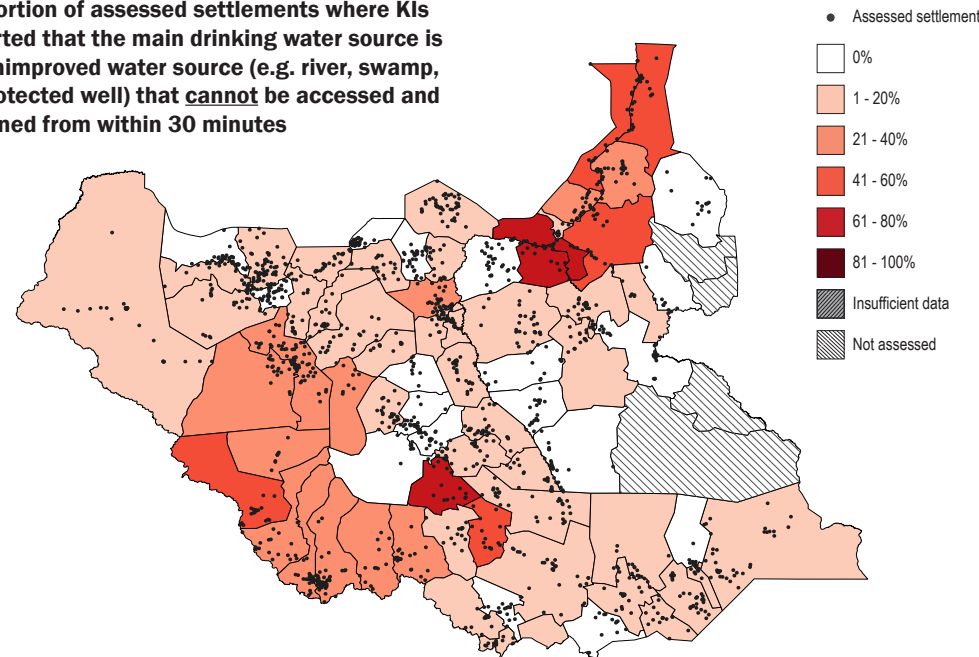 ortion of assessed settlements where KIs
rted that the main drinking water source is
nimproved water source (e.g. river, swamp,
otected well) that cannot be accessed and
ned from within 30 minutes
Assessed settlement
0%
1 - 20%
21 - 40%
41 - 60%
61 - 80%
81 - 100%
Insufficient data
Not assessed